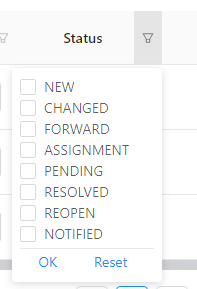 Status
NEW
CHANGED
FORWARD
ASSIGNMENT
PENDING
RESOLVED
REOPEN
NOTIFIED
OK Reset